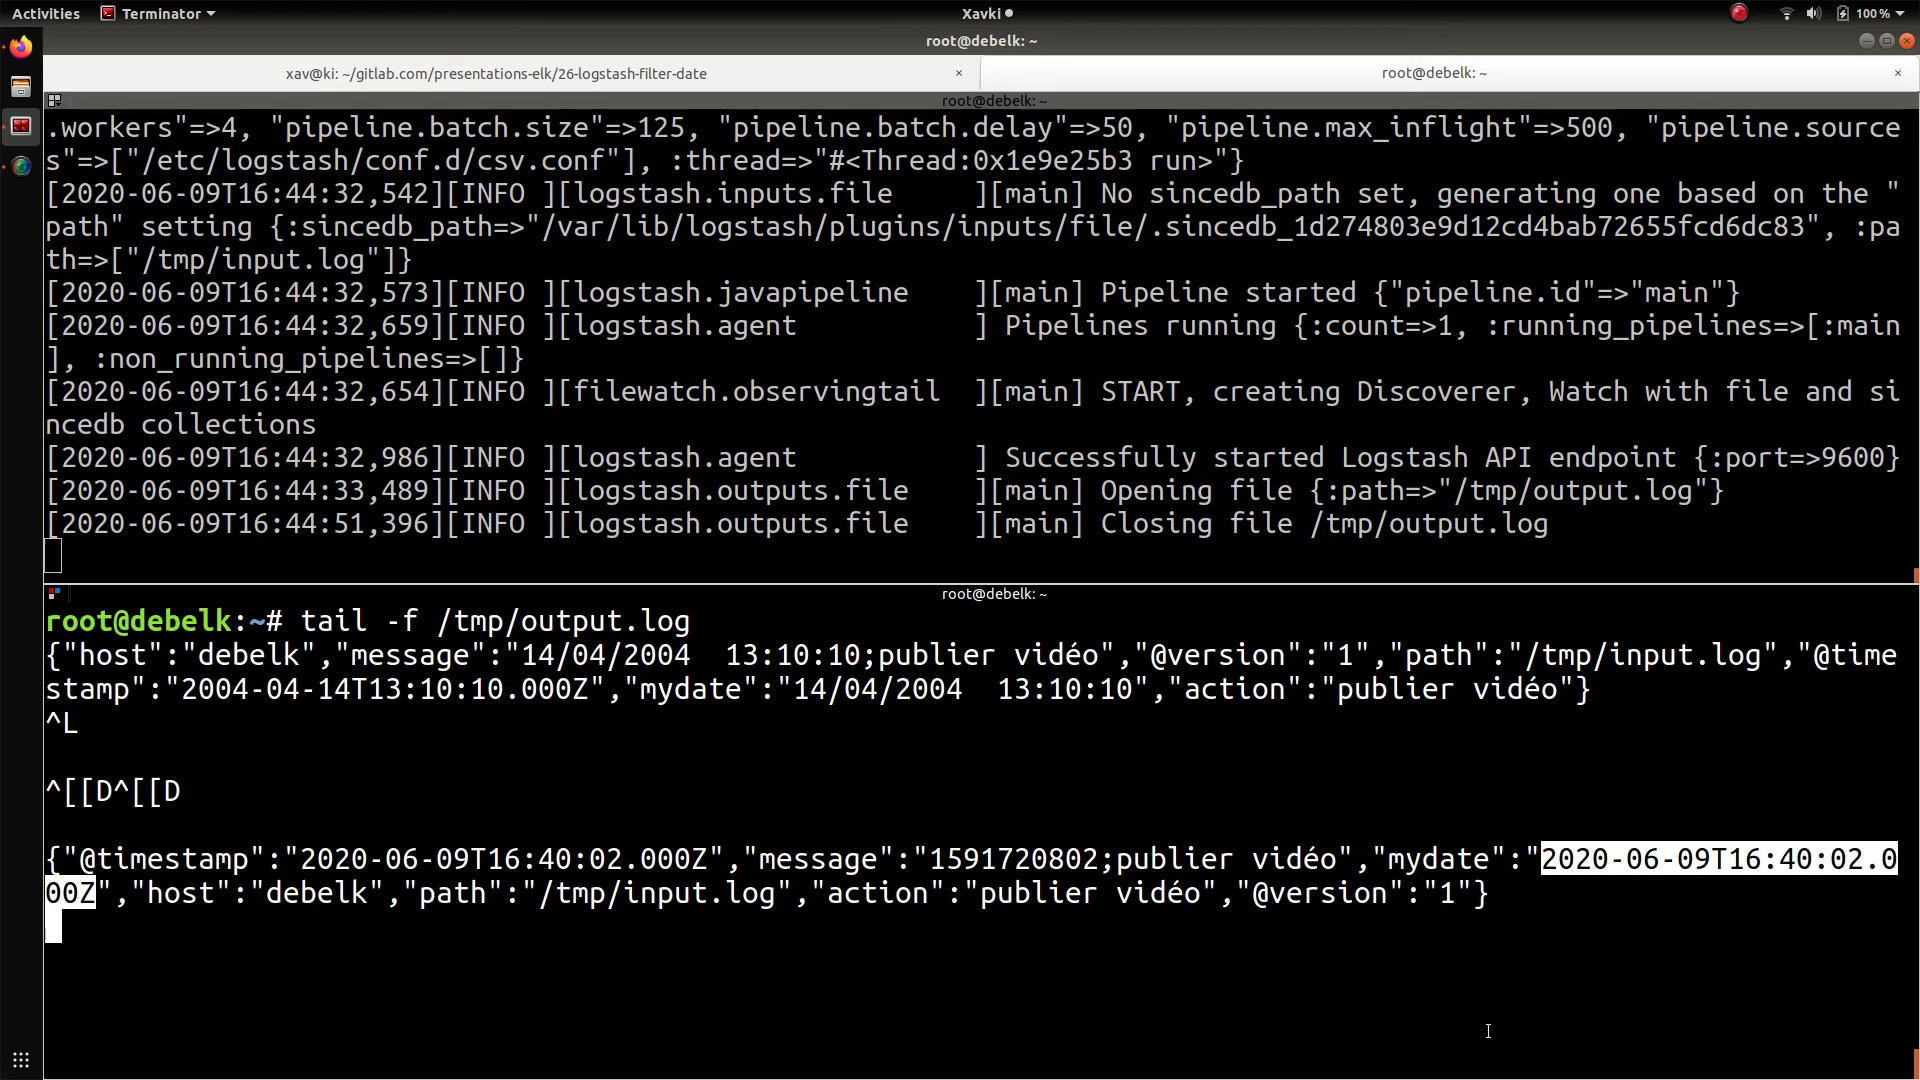 Activities Terminator Xavki 100 %
root@debelk: ~
xav@ki: ~/gitlab.com/presentations-elk/26-logstash-filter-date × root@debelk: ~ ×
root@debelk: ~
.workers"=>4, "pipeline.batch.size"=>125, "pipeline.batch.delay"=>50, "pipeline.max_inflight"=>500, "pipeline.source
s"=>["/etc/logstash/conf.d/csv.conf"], :thread=>"#<Thread:0x1e9e25b3 run>"}
[2020-06-09T16:44:32,542][INFO ][logstash.inputs.file     ][main] No sincedb_path set, generating one based on the "
path" setting {:sincedb_path=>"/var/lib/logstash/plugins/inputs/file/.sincedb_1d274803e9d12cd4bab72655fcd6dc83", :pa
th=>["/tmp/input.log"]}
[2020-06-09T16:44:32,573][INFO ][logstash.javapipeline    ][main] Pipeline started {"pipeline.id"=>"main"}
[2020-06-09T16:44:32,659][INFO ][logstash.agent           ] Pipelines running {:count=>1, :running_pipelines=>[:main
], :non_running_pipelines=>[]}
[2020-06-09T16:44:32,654][INFO ][filewatch.observingtail  ][main] START, creating Discoverer, Watch with file and si
ncedb collections
[2020-06-09T16:44:32,986][INFO ][logstash.agent           ] Successfully started Logstash API endpoint {:port=>9600}
[2020-06-09T16:44:33,489][INFO ][logstash.outputs.file    ][main] Opening file {:path=>"/tmp/output.log"}
[2020-06-09T16:44:51,396][INFO ][logstash.outputs.file    ][main] Closing file /tmp/output.log
root@debelk: ~
root@debelk:~# tail -f /tmp/output.log
{"host":"debelk","message":"14/04/2004  13:10:10;publier vidéo","@version":"1","path":"/tmp/input.log","@time
stamp":"2004-04-14T13:10:10.000Z","mydate":"14/04/2004  13:10:10","action":"publier vidéo"}
^L
^[[D^[[D
{"@timestamp":"2020-06-09T16:40:02.000Z","message":"1591720802;publier vidéo","mydate":"2020-06-09T16:40:02.0
00Z","host":"debelk","path":"/tmp/input.log","action":"publier vidéo","@version":"1"}